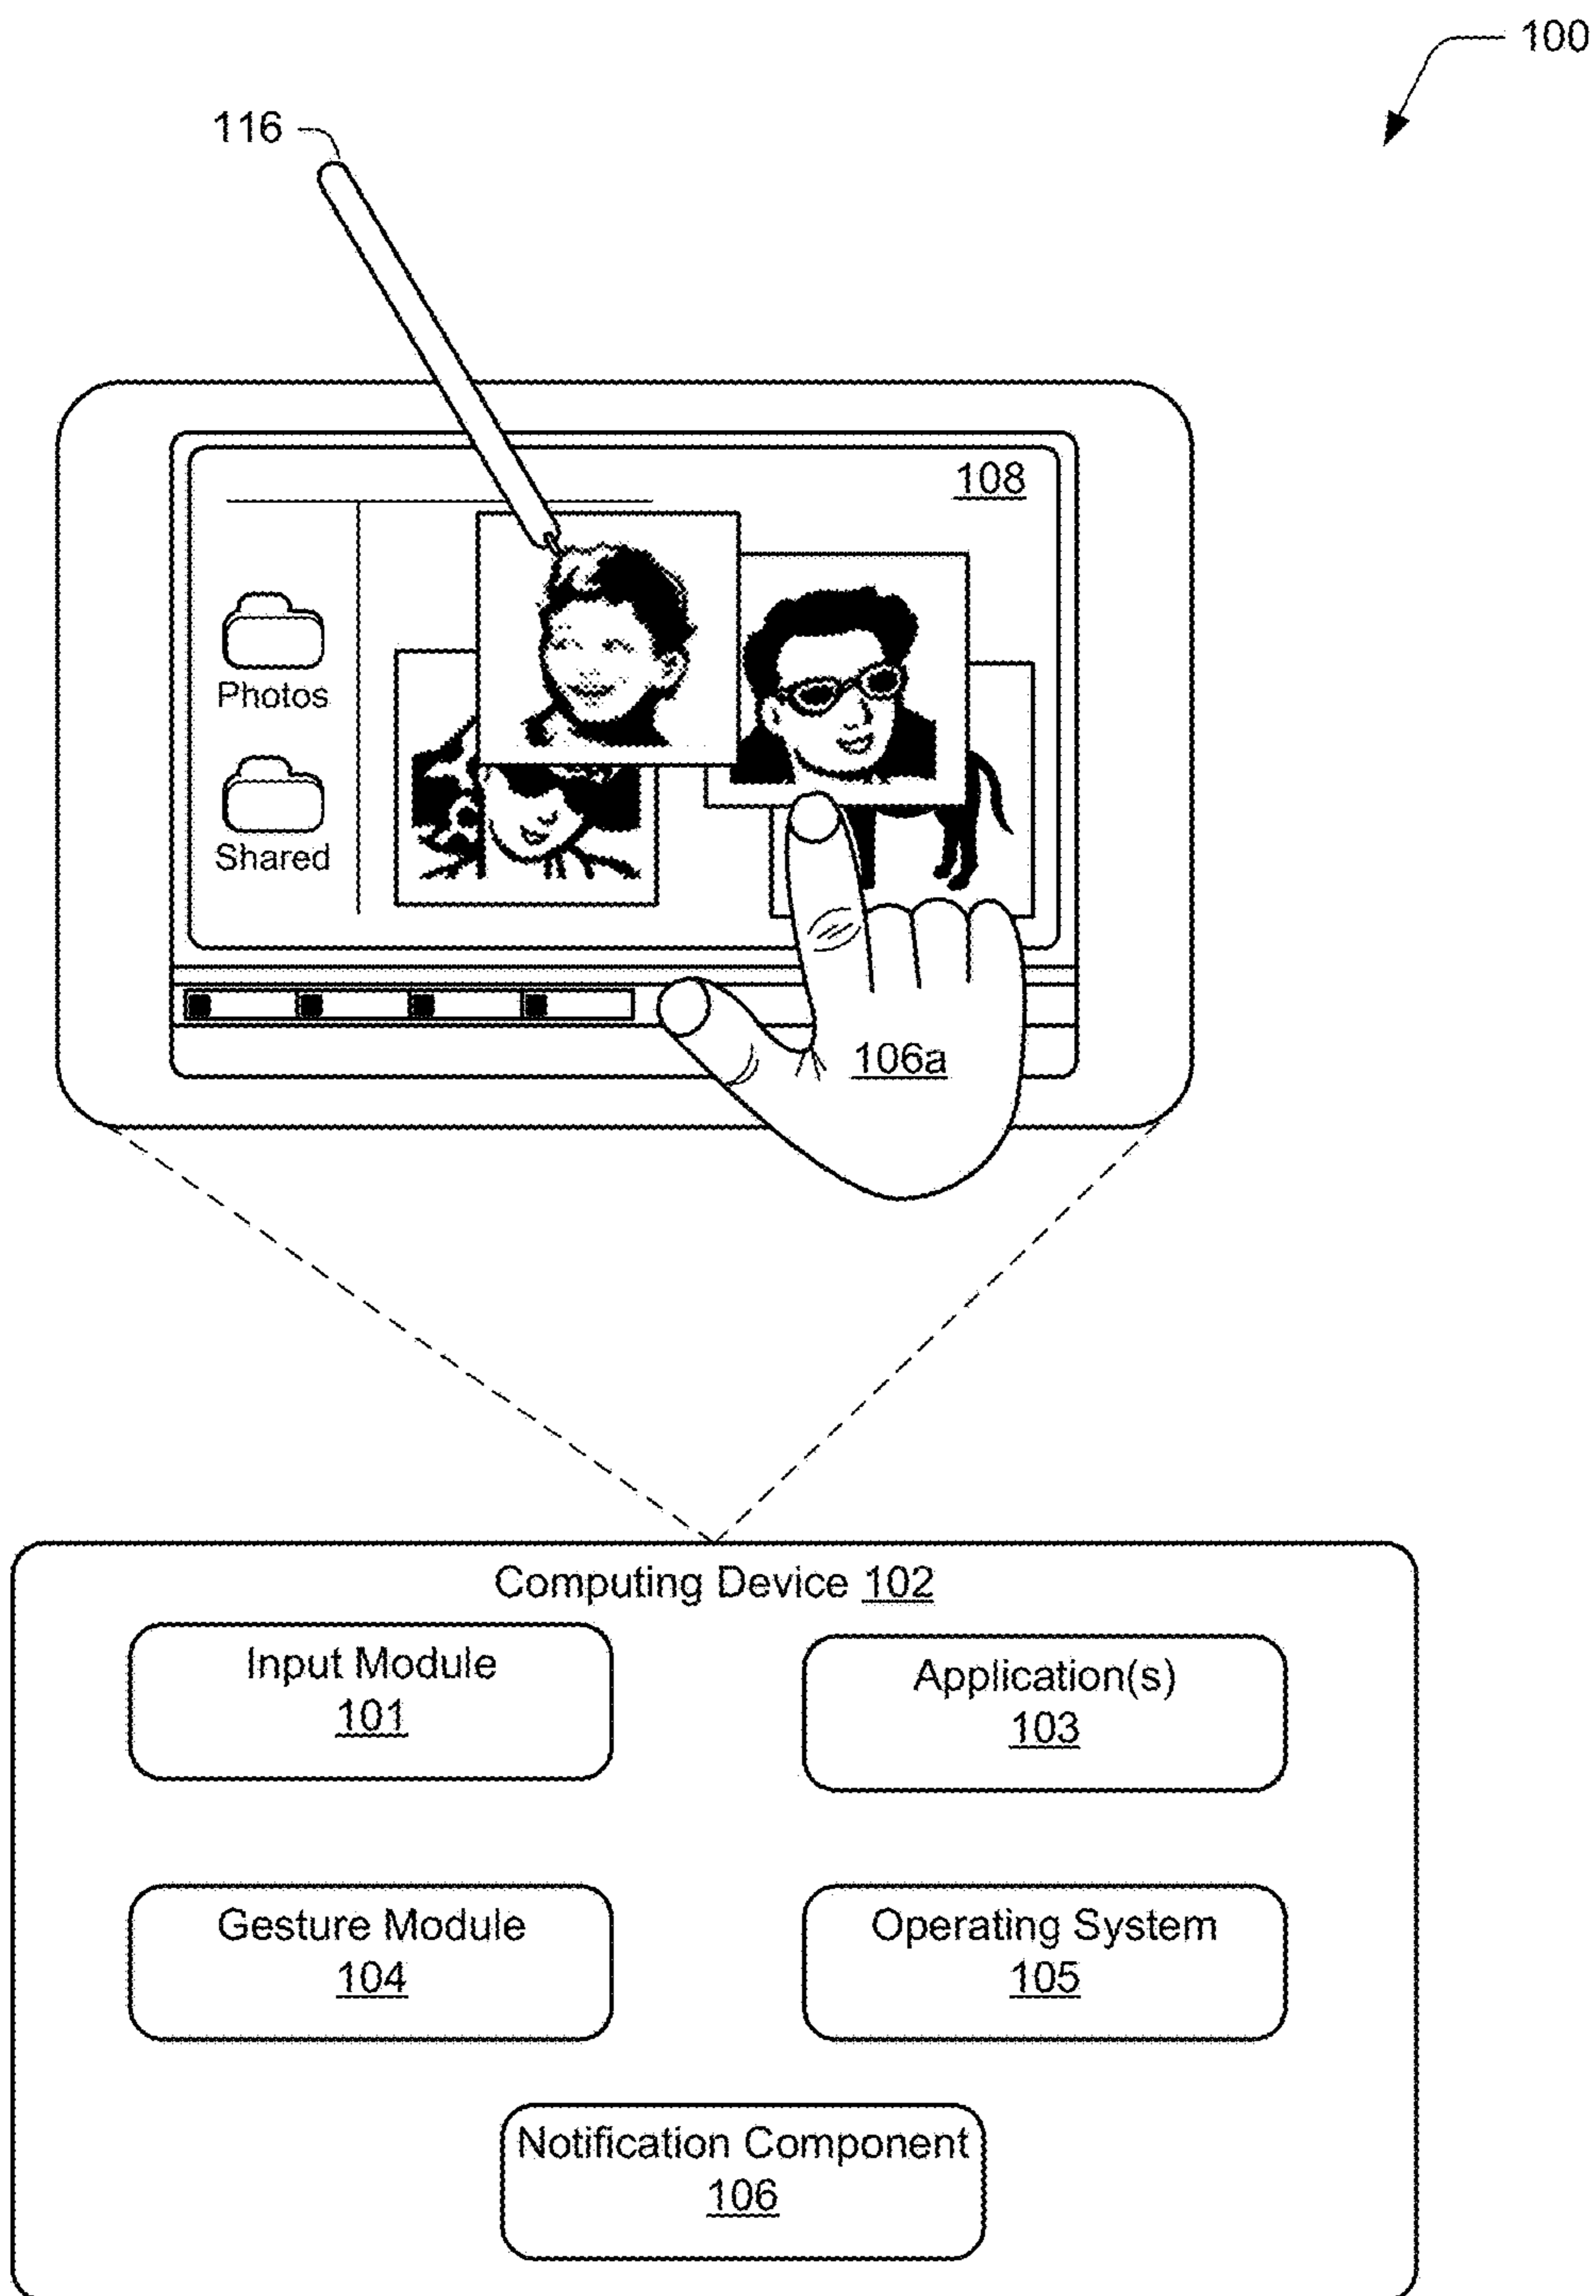 100
116
108
Photos
Shared
106a
Computing Device 102
Input Module
101
Application(s)
103
Gesture Module
104
Operating System
105
Notification Component
106